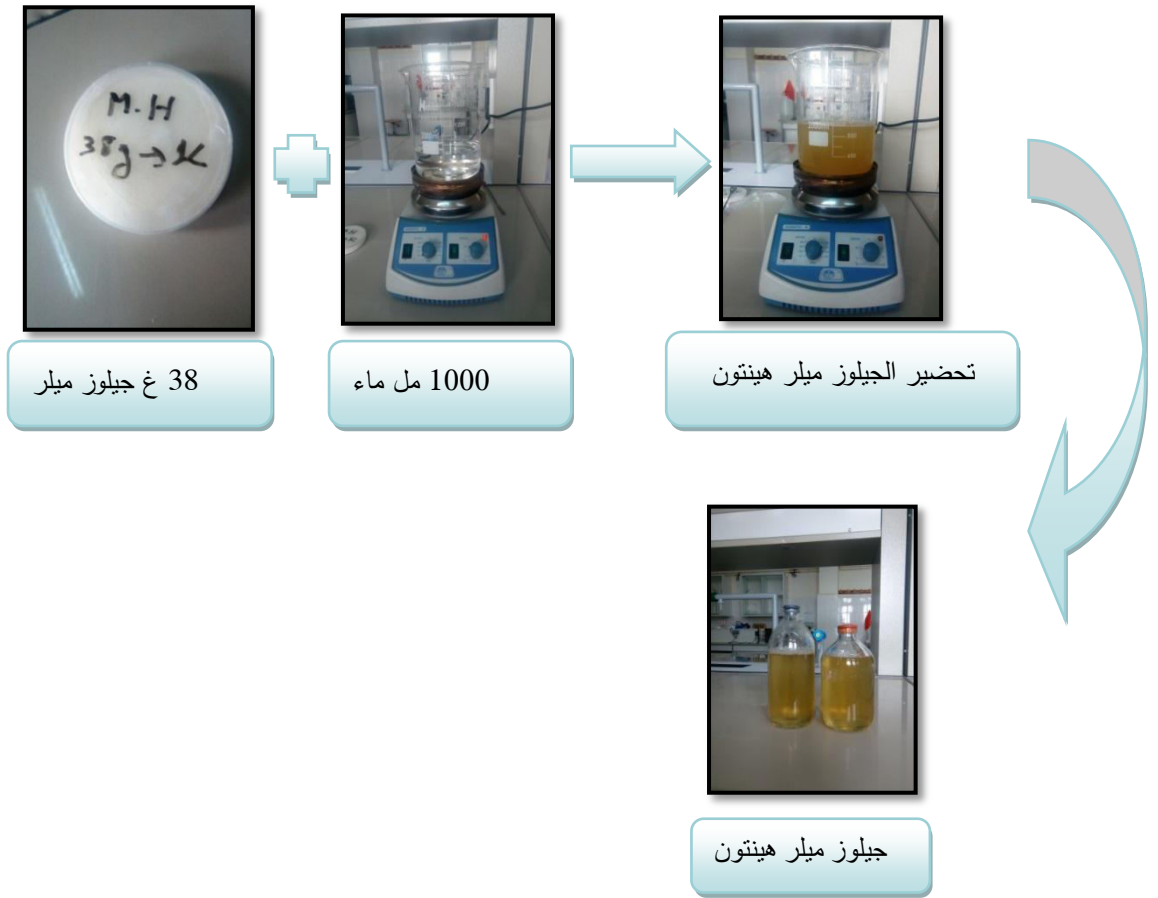 M.H
38g → 1L
38 غ جيلوز ميلر
1000 مل ماء
تحضير الجيلوز ميلر هينتون
جيلوز ميلر هينتون